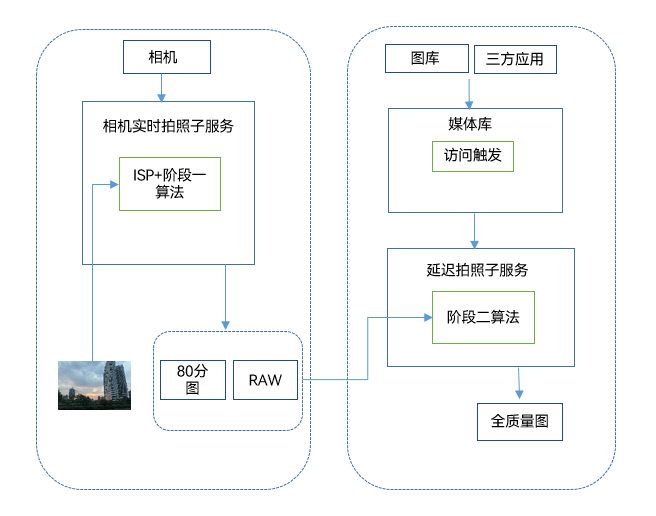 相机
相机实时拍照子服务
ISP+阶段一
算法
80分
图
RAW
图库
三方应用
媒体库
访问触发
延迟拍照子服务
阶段二算法
全质量图